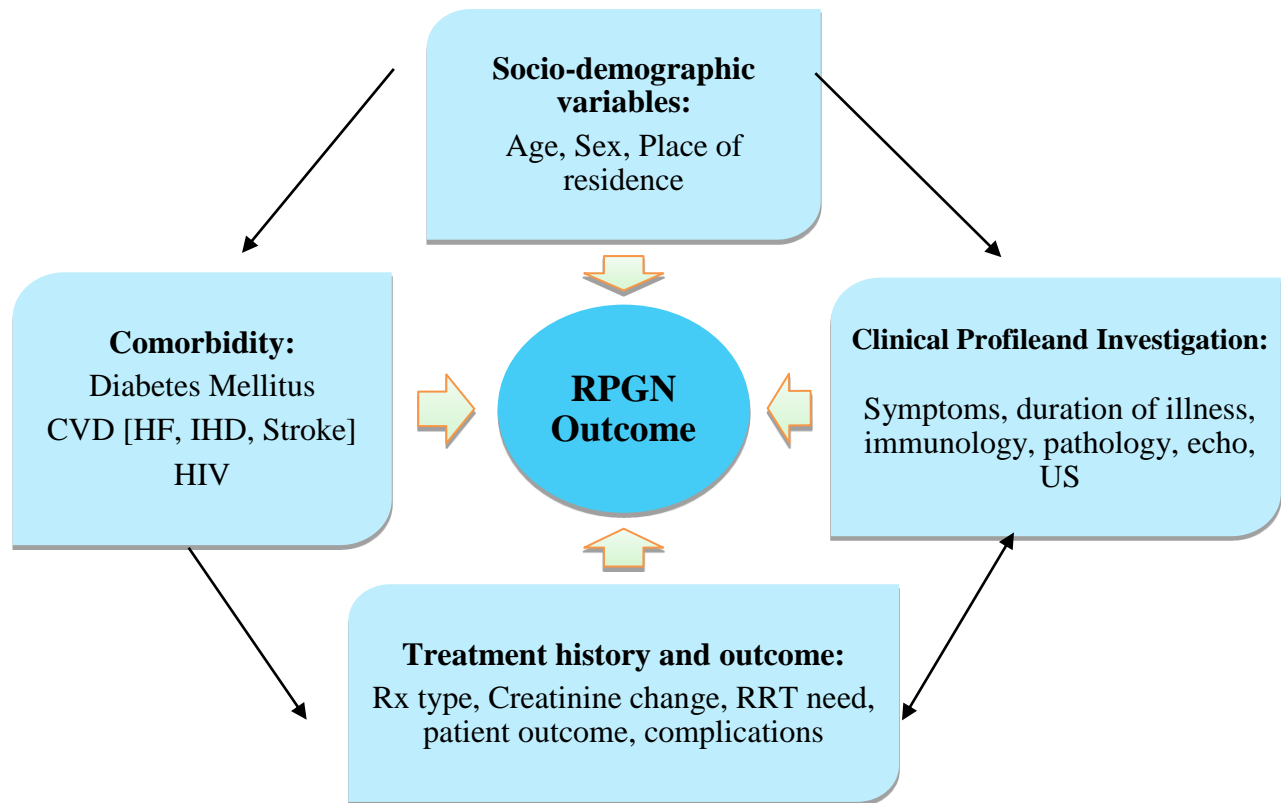 Socio-demographic
variables:
Age, Sex, Place of
residence
Comorbidity:
Diabetes Mellitus
CVD [HF, IHD, Stroke]
HIV
RPGN
Outcome
Clinical Profileand Investigation:
Symptoms, duration of illness,
immunology, pathology, echo,
US
Treatment history and outcome:
Rx type, Creatinine change, RRT need,
patient outcome, complications